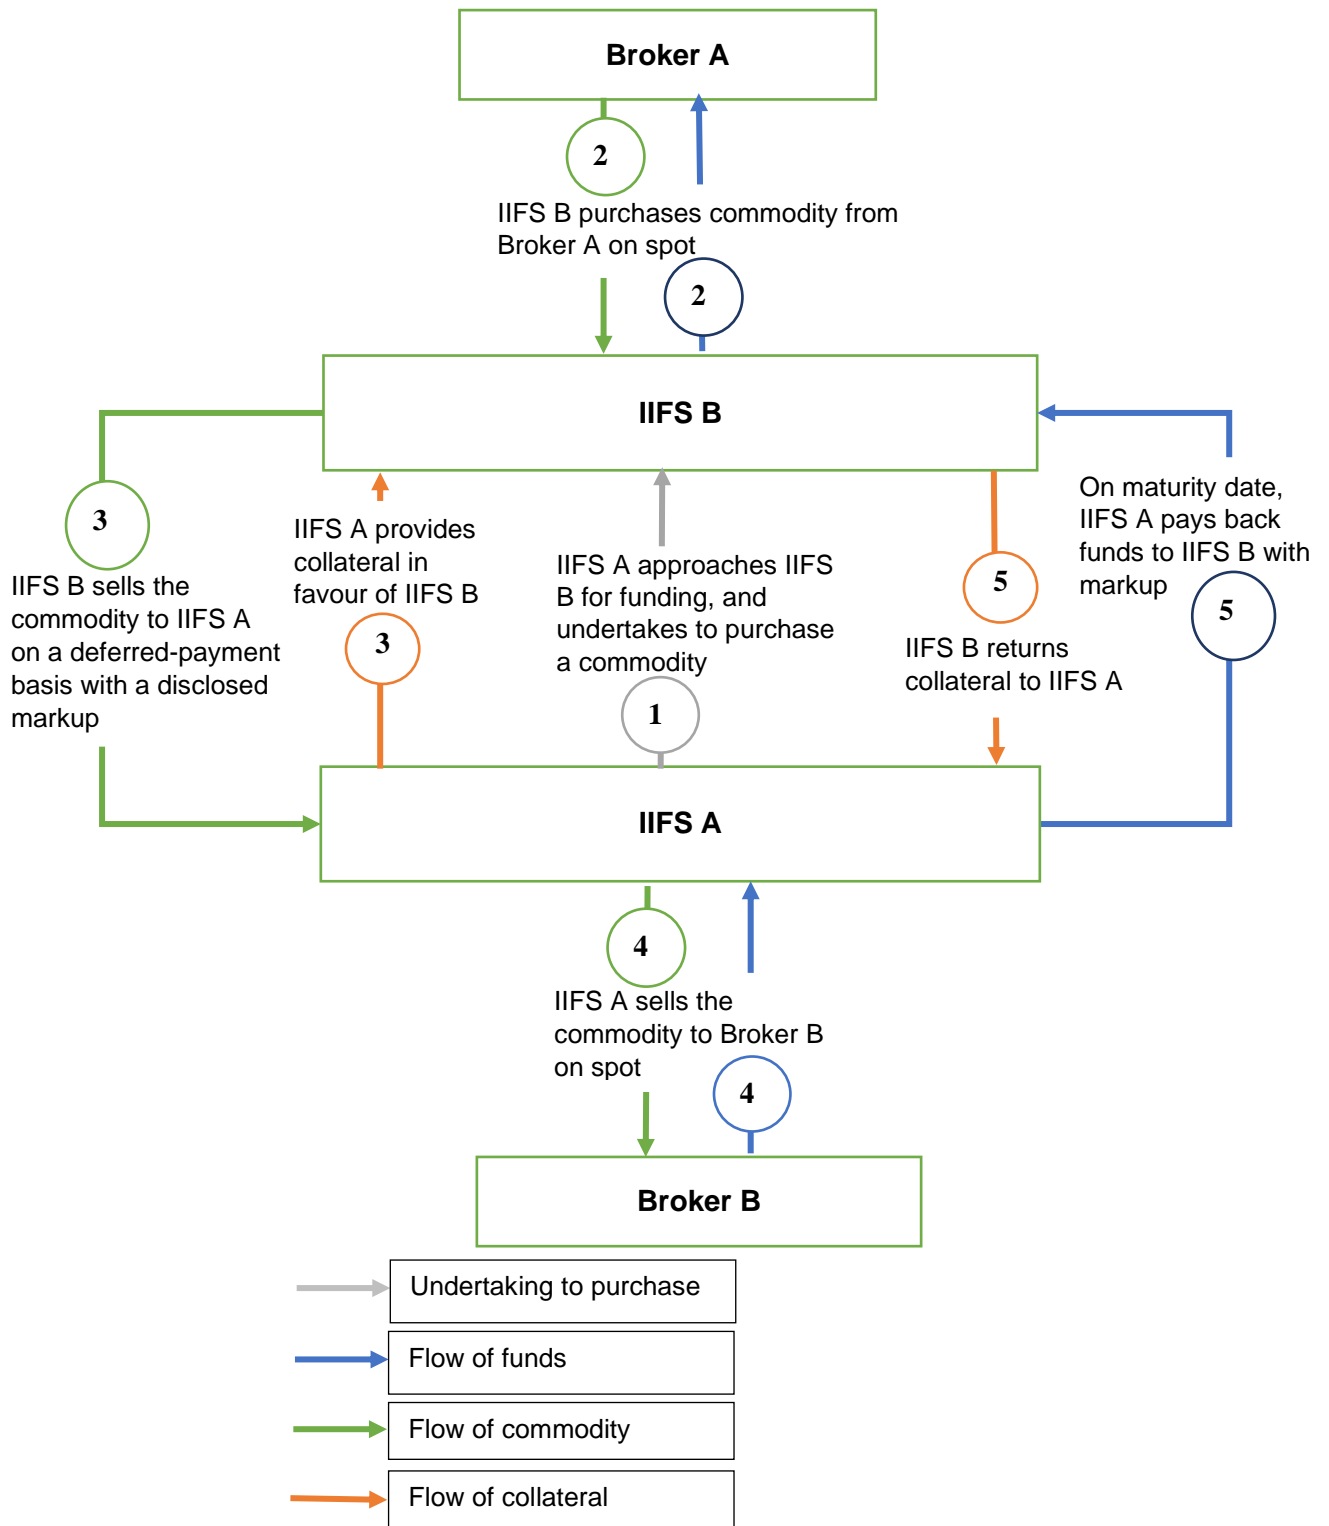 Broker A
2
IIFS B purchases commodity from
Broker A on spot
2
IIFS B
3
IIFS B sells the
commodity to IIFS A
on a deferred-payment
basis with a disclosed
markup
IIFS A provides
collateral in
favour of IIFS B
3
IIFS A approaches IIFS
B for funding, and
undertakes to purchase
a commodity
1
5
IIFS B returns
collateral to IIFS A
On maturity date,
IIFS A pays back
funds to IIFS B with
markup
5
IIFS A
4
IIFS A sells the
commodity to Broker B
on spot
4
Broker B
Undertaking to purchase
Flow of funds
Flow of commodity
Flow of collateral